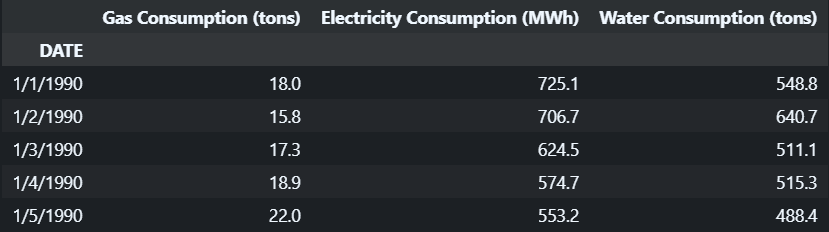 Gas Consumption (tons) Electricity Consumption (MWh) Water Consumption (tons)
DATE
1/1/1990 18.0 725.1 548.8
1/2/1990 15.8 706.7 640.7
1/3/1990 17.3 624.5 511.1
1/4/1990 18.9 574.7 515.3
1/5/1990 22.0 553.2 488.4